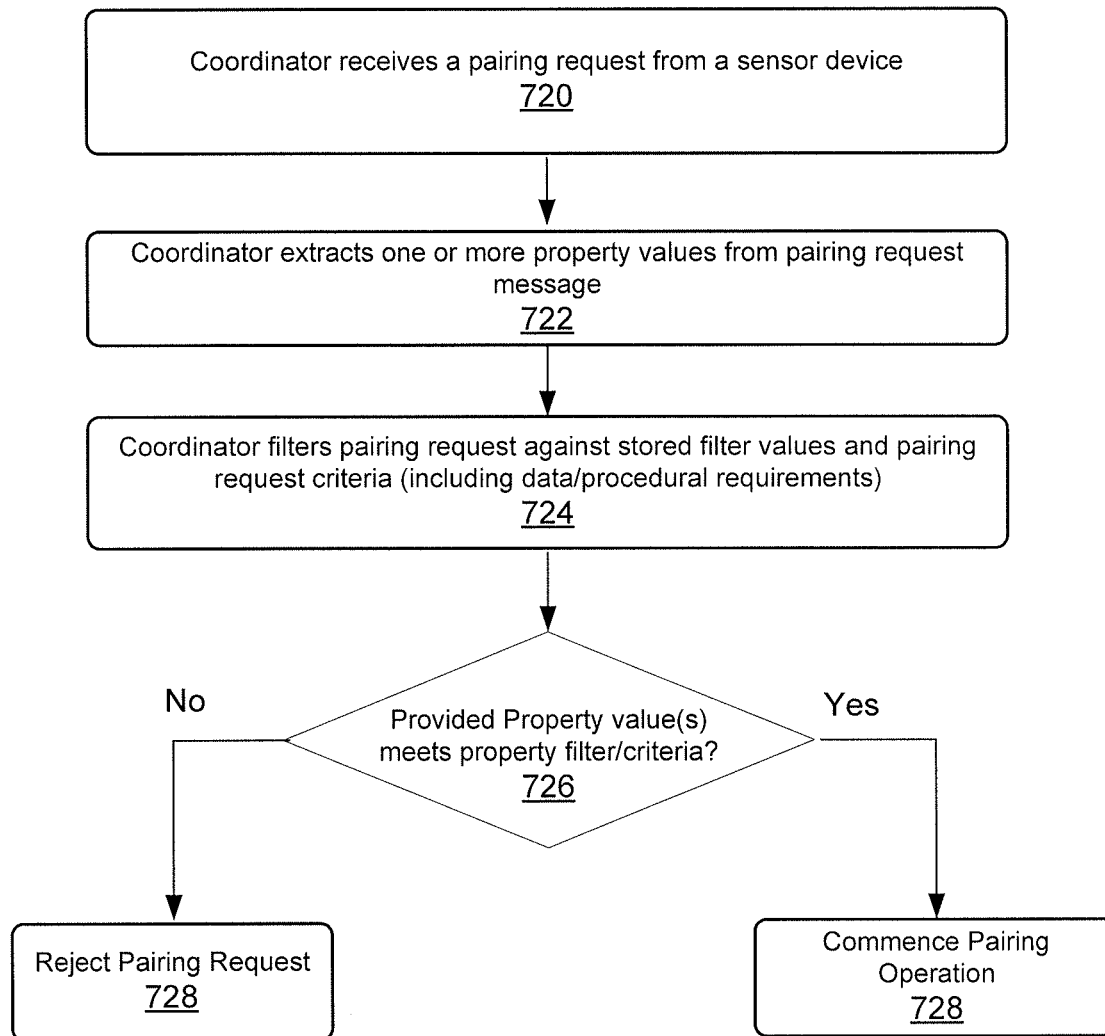 Coordinator receives a pairing request from a sensor device
720
Coordinator extracts one or more property values from pairing request
message
722
Coordinator filters pairing request against stored filter values and pairing
request criteria (including data/procedural requirements)
724
No
Yes
Provided Property value(s)
meets property filter/criteria?
726
Reject Pairing Request
728
Commence Pairing
Operation
728